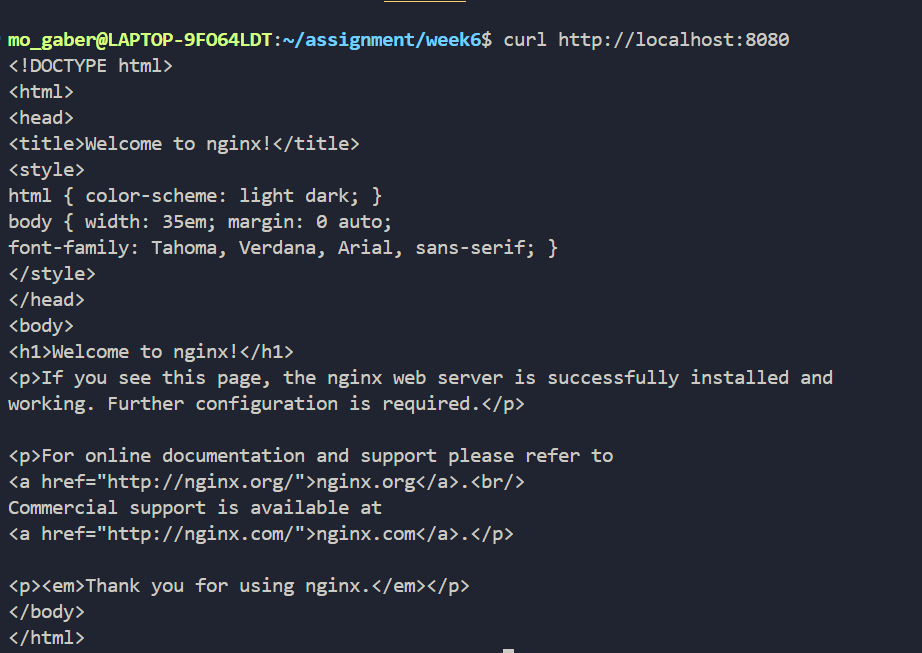 mo_gaber@LAPTOP-9FO64LDT:~/assignment/week6$ curl http://localhost:8080
<!DOCTYPE html>
<html>
<head>
<title>Welcome to nginx!</title>
<style>
html { color-scheme: light dark; }
body { width: 35em; margin: 0 auto;
font-family: Tahoma, Verdana, Arial, sans-serif; }
</style>
</head>
<body>
<h1>Welcome to nginx!</h1>
<p>If you see this page, the nginx web server is successfully installed and
working. Further configuration is required.</p>

<p>For online documentation and support please refer to
<a href="http://nginx.org/">nginx.org</a>.<br/>
Commercial support is available at
<a href="http://nginx.com/">nginx.com</a>.</p>

<p><em>Thank you for using nginx.</em></p>
</body>
</html>